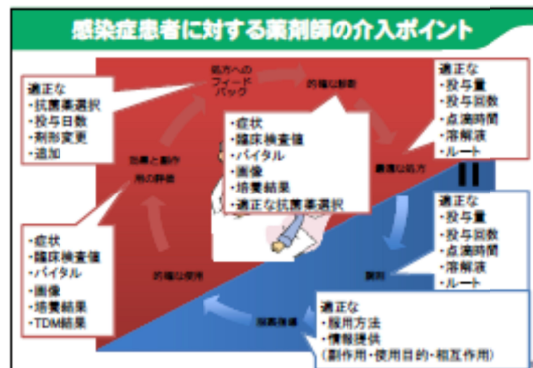 感染症患者に対する薬剤師の介入ポイント
処方への
フィード
バック
的確な診断
適正な
・抗菌薬選択
・投与日数
・剤形変更
・追加
適正な
・投与量
・投与回数
・点滴時間
・溶解液
・ルート
・症状
・臨床検査値
・バイタル
・画像
・培養結果
・適正な抗菌薬選択
効果と副作
用の評価
最適な処方
適正な
・投与量
・投与回数
・点滴時間
・溶解液
・ルート
・症状
・臨床検査値
・バイタル
・画像
・培養結果
・TDM結果
的確な使用
調剤
服薬指導
適正な
・服用方法
・情報提供
(副作用・使用目的・相互作用)